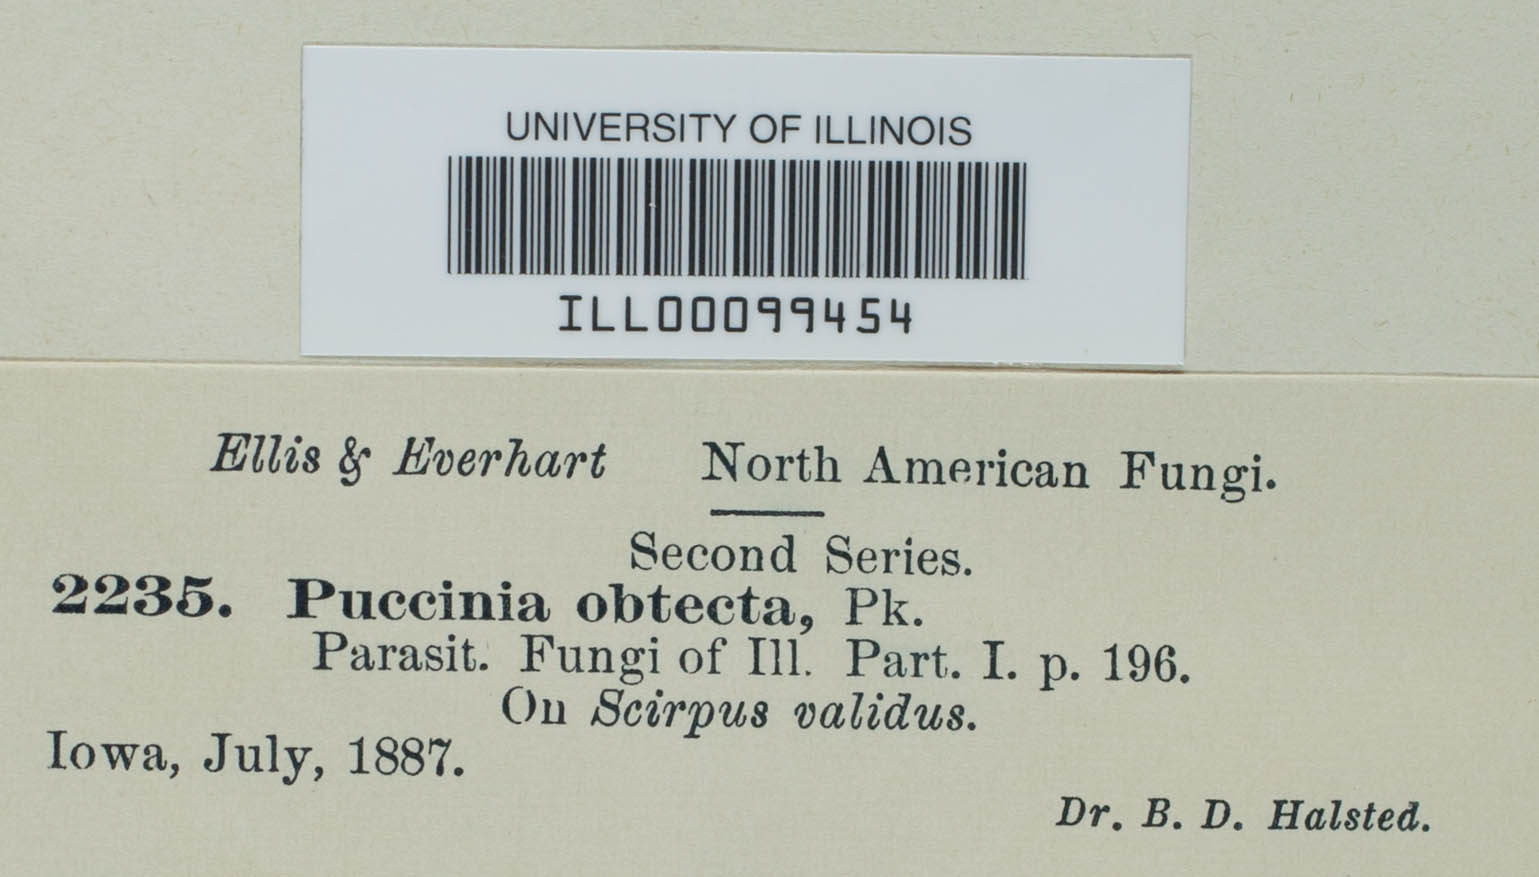 UNIVERSITY OF ILLINOIS
ILL00099454
Ellis & Everhart North American Fungi.
Second Series.
2235. Puccinia obtecta, Pk.
Parasit. Fungi of Ill. Part. I. p. 196.
On Scirpus validus.
Iowa, July, 1887.
Dr. B. D. Halsted.